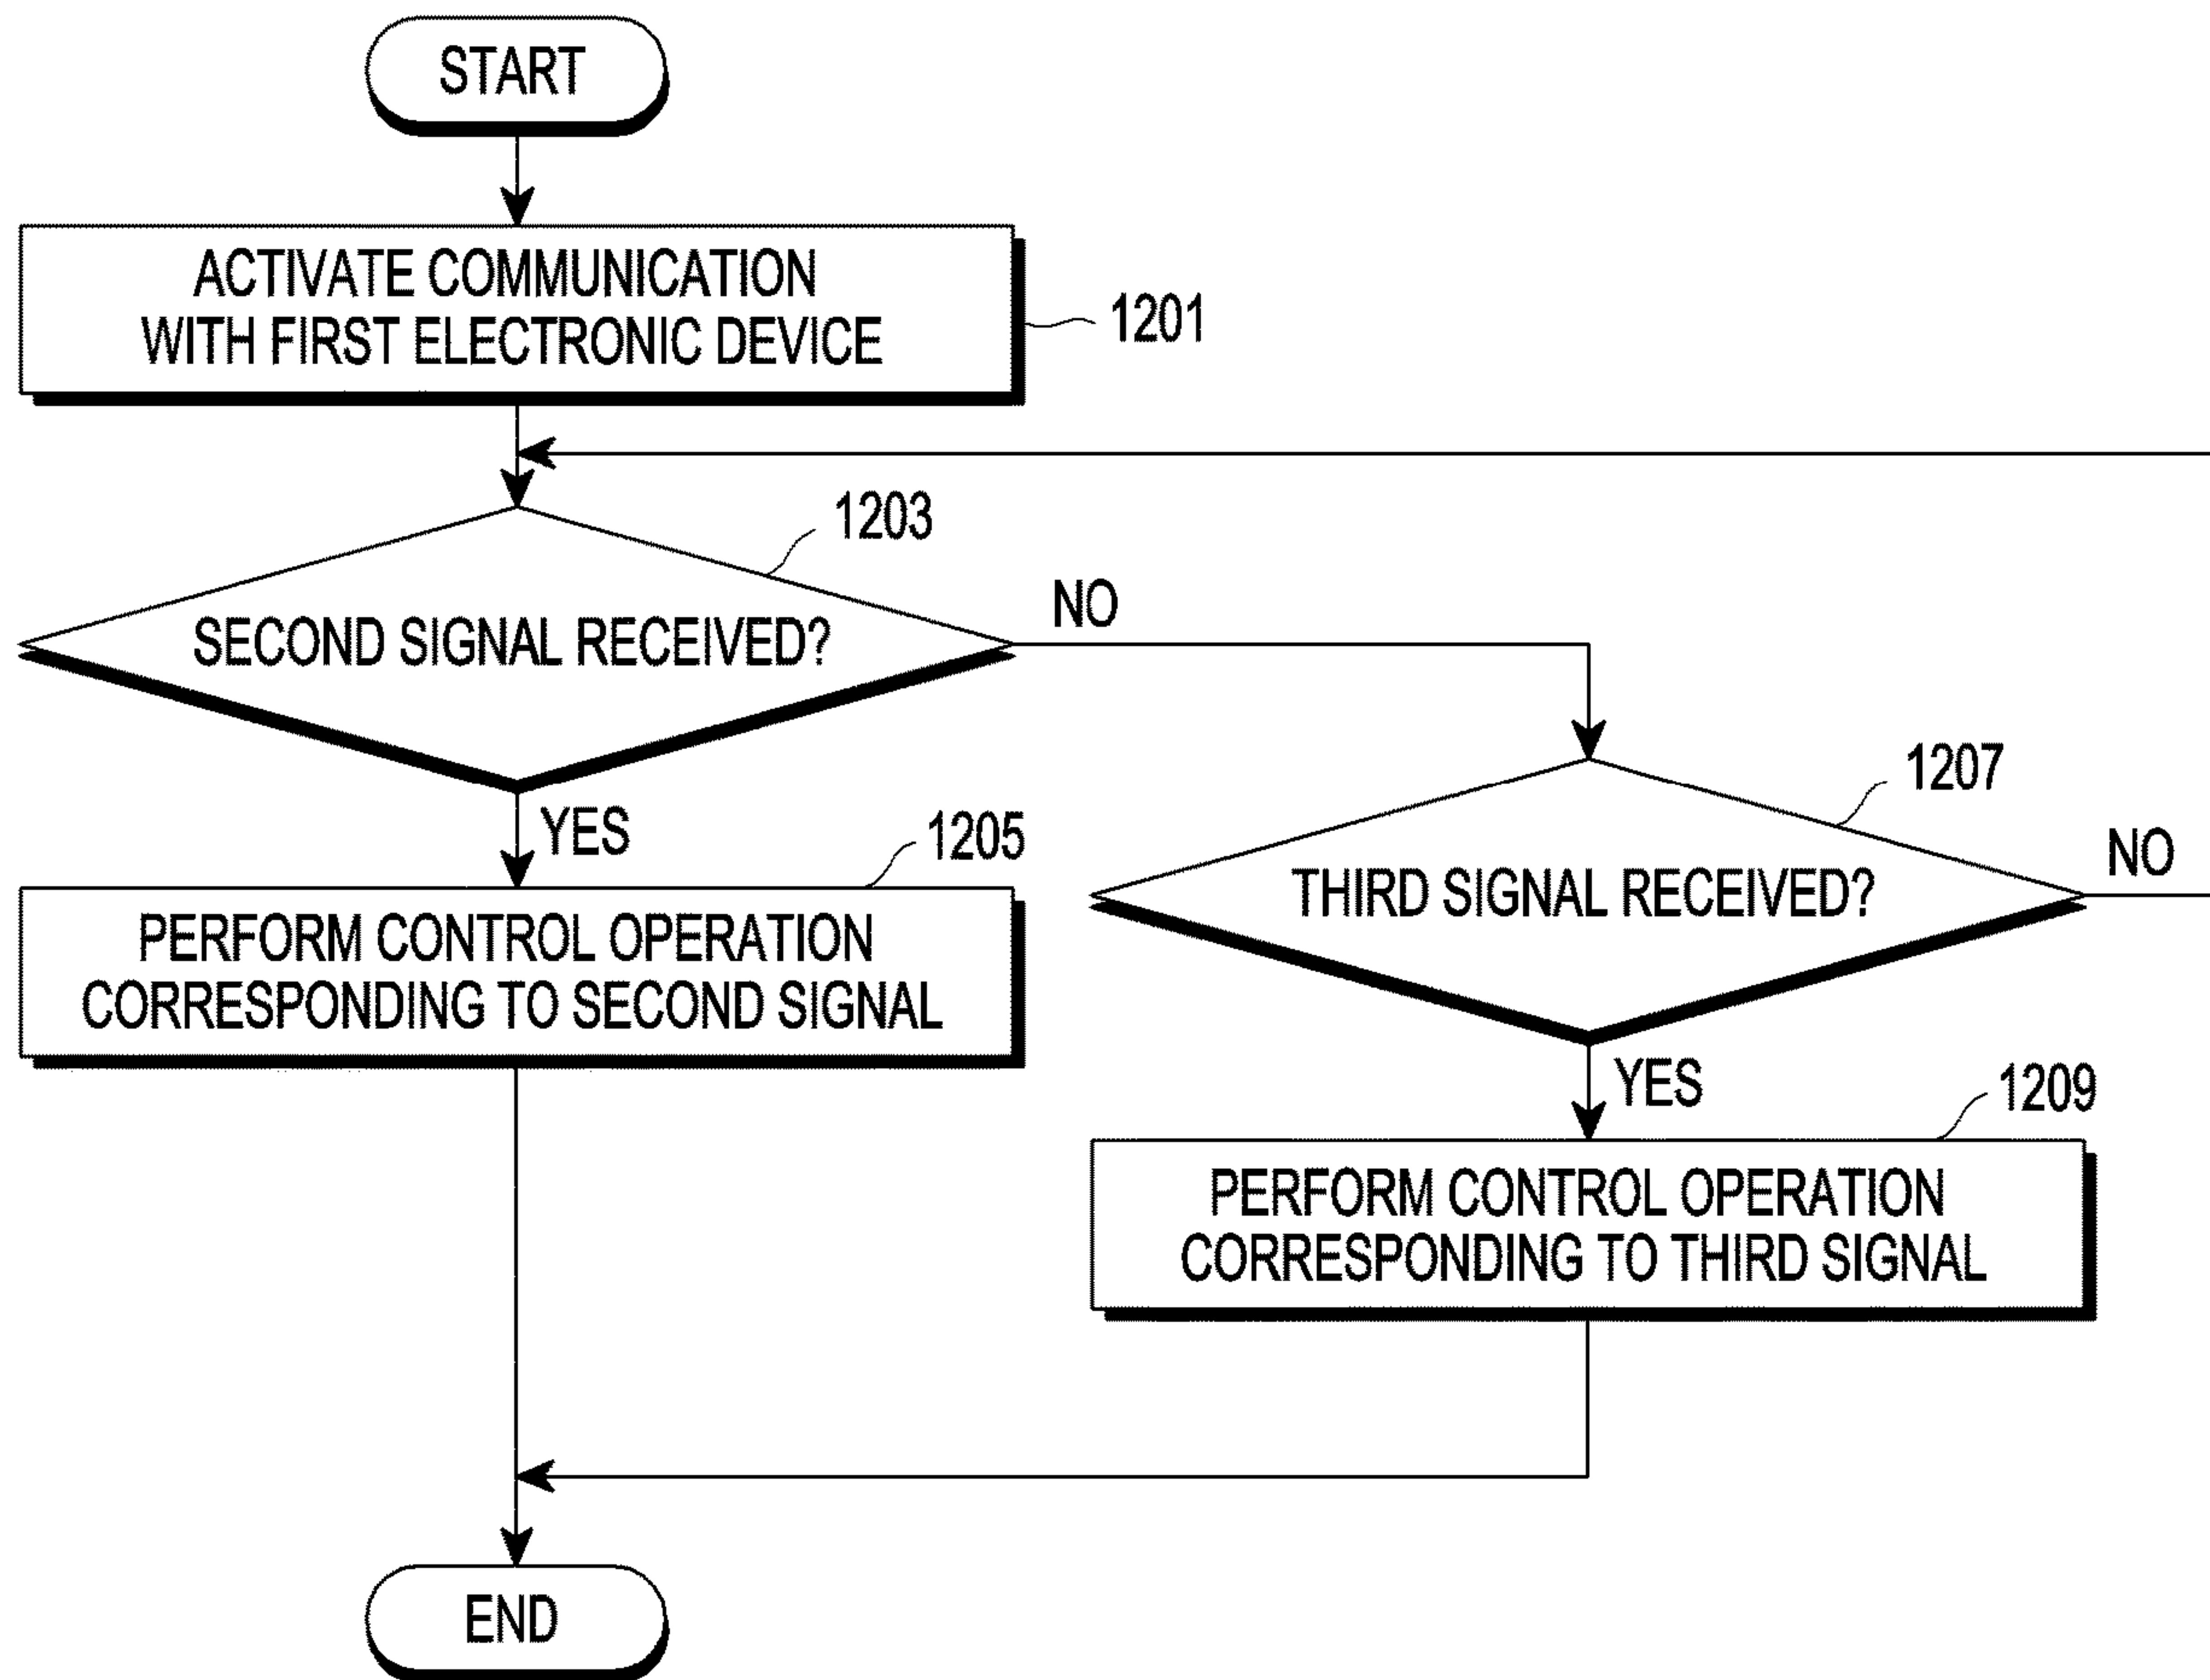 START
ACTIVATE COMMUNICATION
WITH FIRST ELECTRONIC DEVICE
1201
1203
SECOND SIGNAL RECEIVED?
NO
YES
1205
PERFORM CONTROL OPERATION
CORRESPONDING TO SECOND SIGNAL
1207
THIRD SIGNAL RECEIVED?
NO
YES
1209
PERFORM CONTROL OPERATION
CORRESPONDING TO THIRD SIGNAL
END